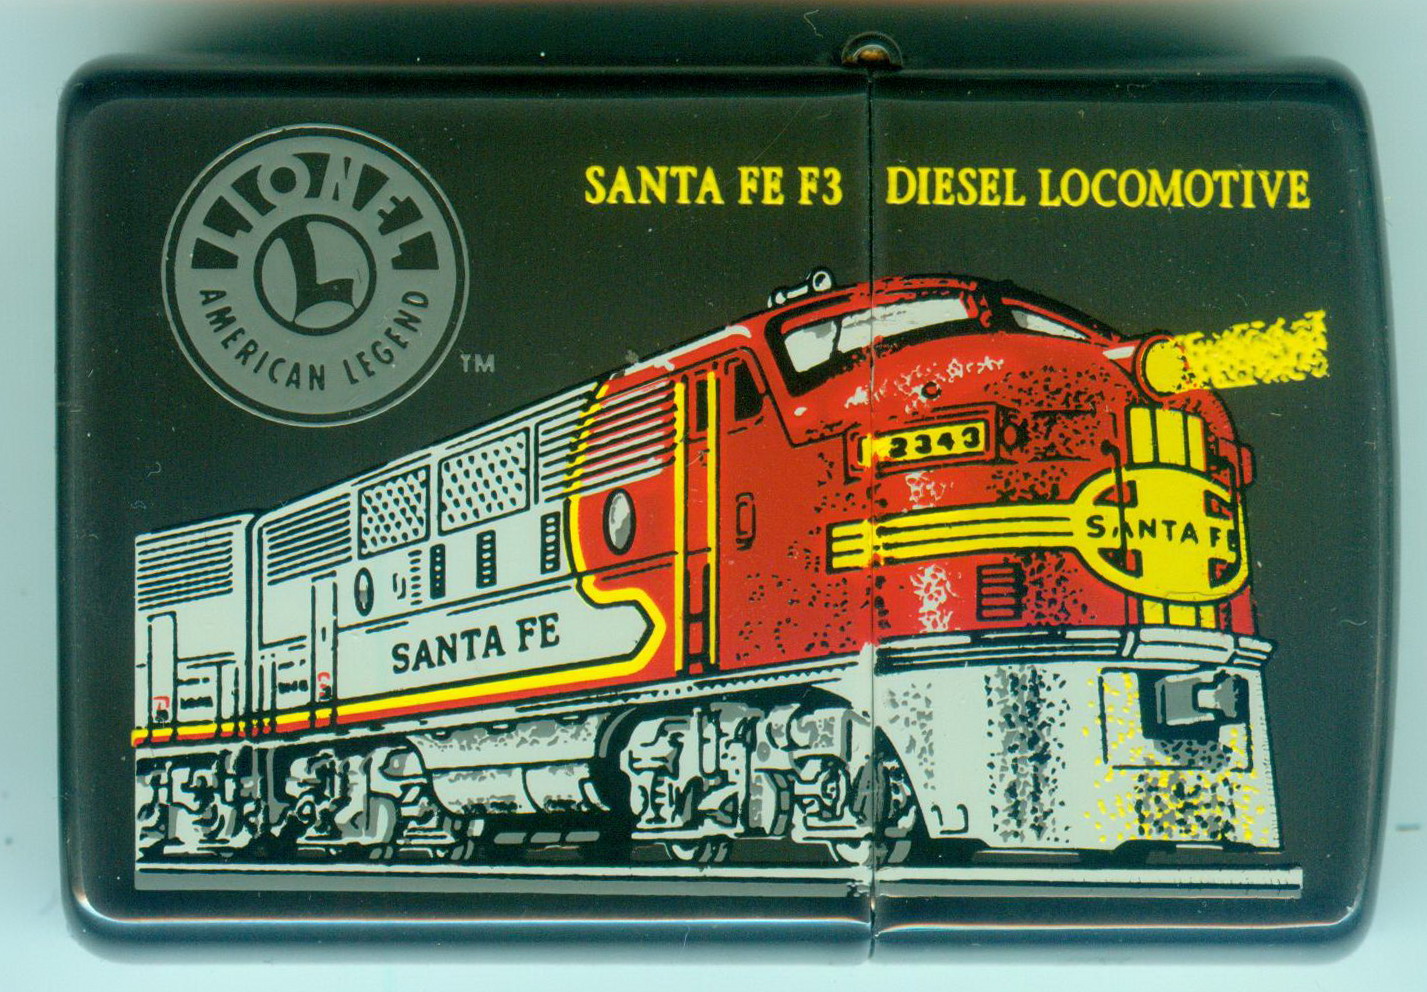 LIONEL
L
AMERICAN LEGEND
TM
SANTA FE F3 DIESEL LOCOMOTIVE
2343
SANTA FE
SANTA FE